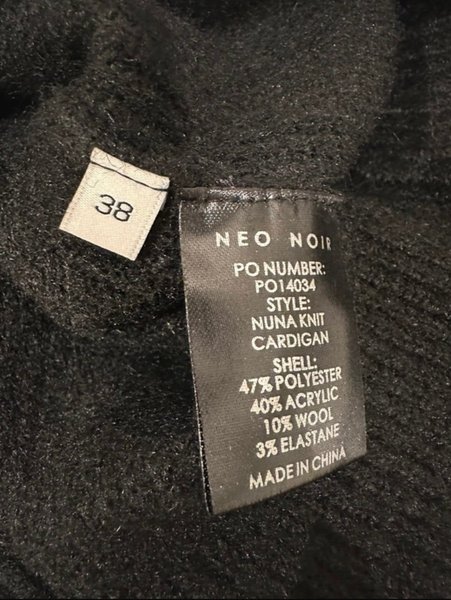 38
NEO NOIR
PO NUMBER:
PO14034
STYLE:
NUNA KNIT
CARDIGAN
SHELL:
47% POLYESTER
40% ACRYLIC
10% WOOL
3% ELASTANE
MADE IN CHINA